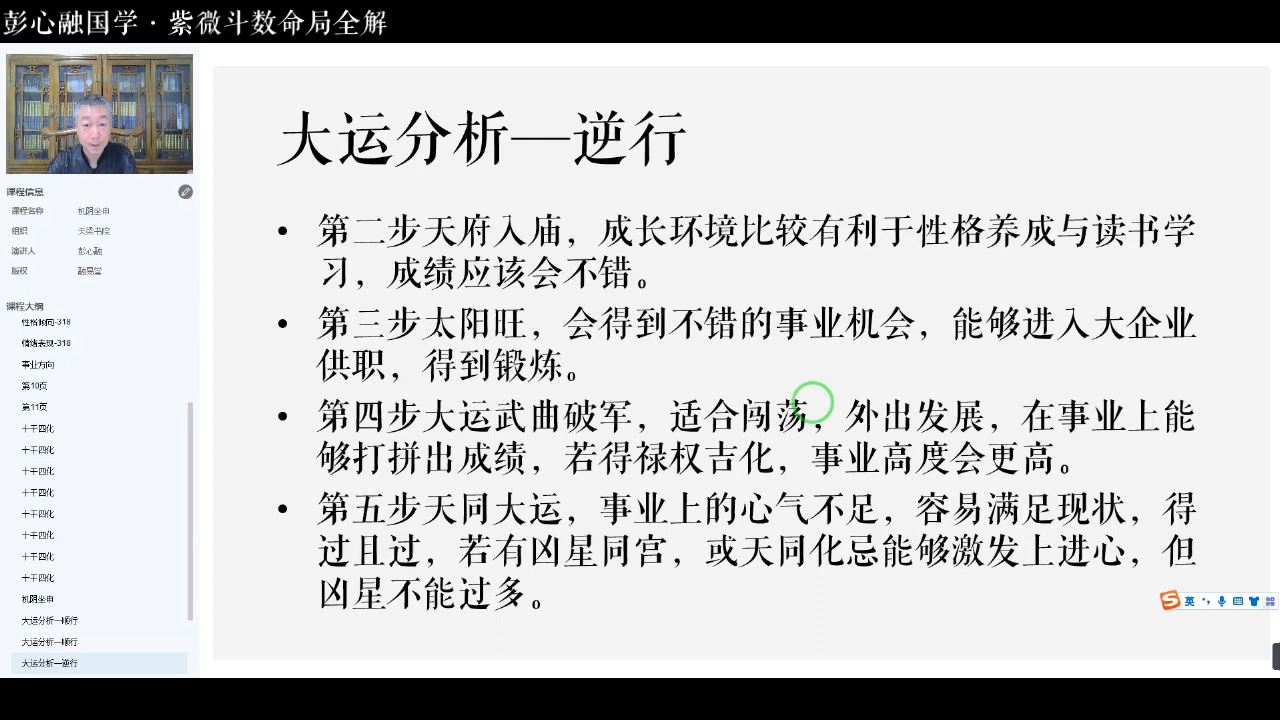 彭心融国学·紫微斗数命局全解
课程信息
课程名称 机阴坐申
组织 天梁书院
演讲人 彭心融
版权 融易堂
课程大纲
性格倾向-318
情绪表现-318
事业方向
第10页
第11页
十干四化
十干四化
十干四化
十干四化
十干四化
十干四化
十干四化
十干四化
机阴坐申
大运分析—顺行
大运分析—顺行
大运分析—逆行
大运分析—逆行
• 第二步天府入庙，成长环境比较有利于性格养成与读书学
习，成绩应该会不错。
• 第三步太阳旺，会得到不错的事业机会，能够进入大企业
供职，得到锻炼。
• 第四步大运武曲破军，适合闯荡，外出发展，在事业上能
够打拼出成绩，若得禄权吉化，事业高度会更高。
• 第五步天同大运，事业上的心气不足，容易满足现状，得
过且过，若有凶星同宫，或天同化忌能够激发上进心，但
凶星不能过多。
英